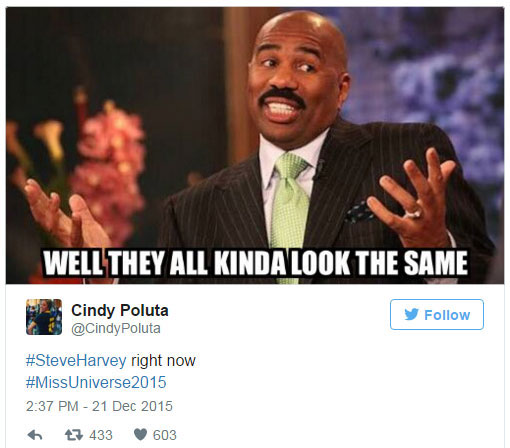 WELL THEY ALL KINDA LOOK THE SAME
Cindy Poluta
@CindyPoluta
Follow
#SteveHarvey right now
#MissUniverse2015
2:37 PM - 21 Dec 2015
433 603